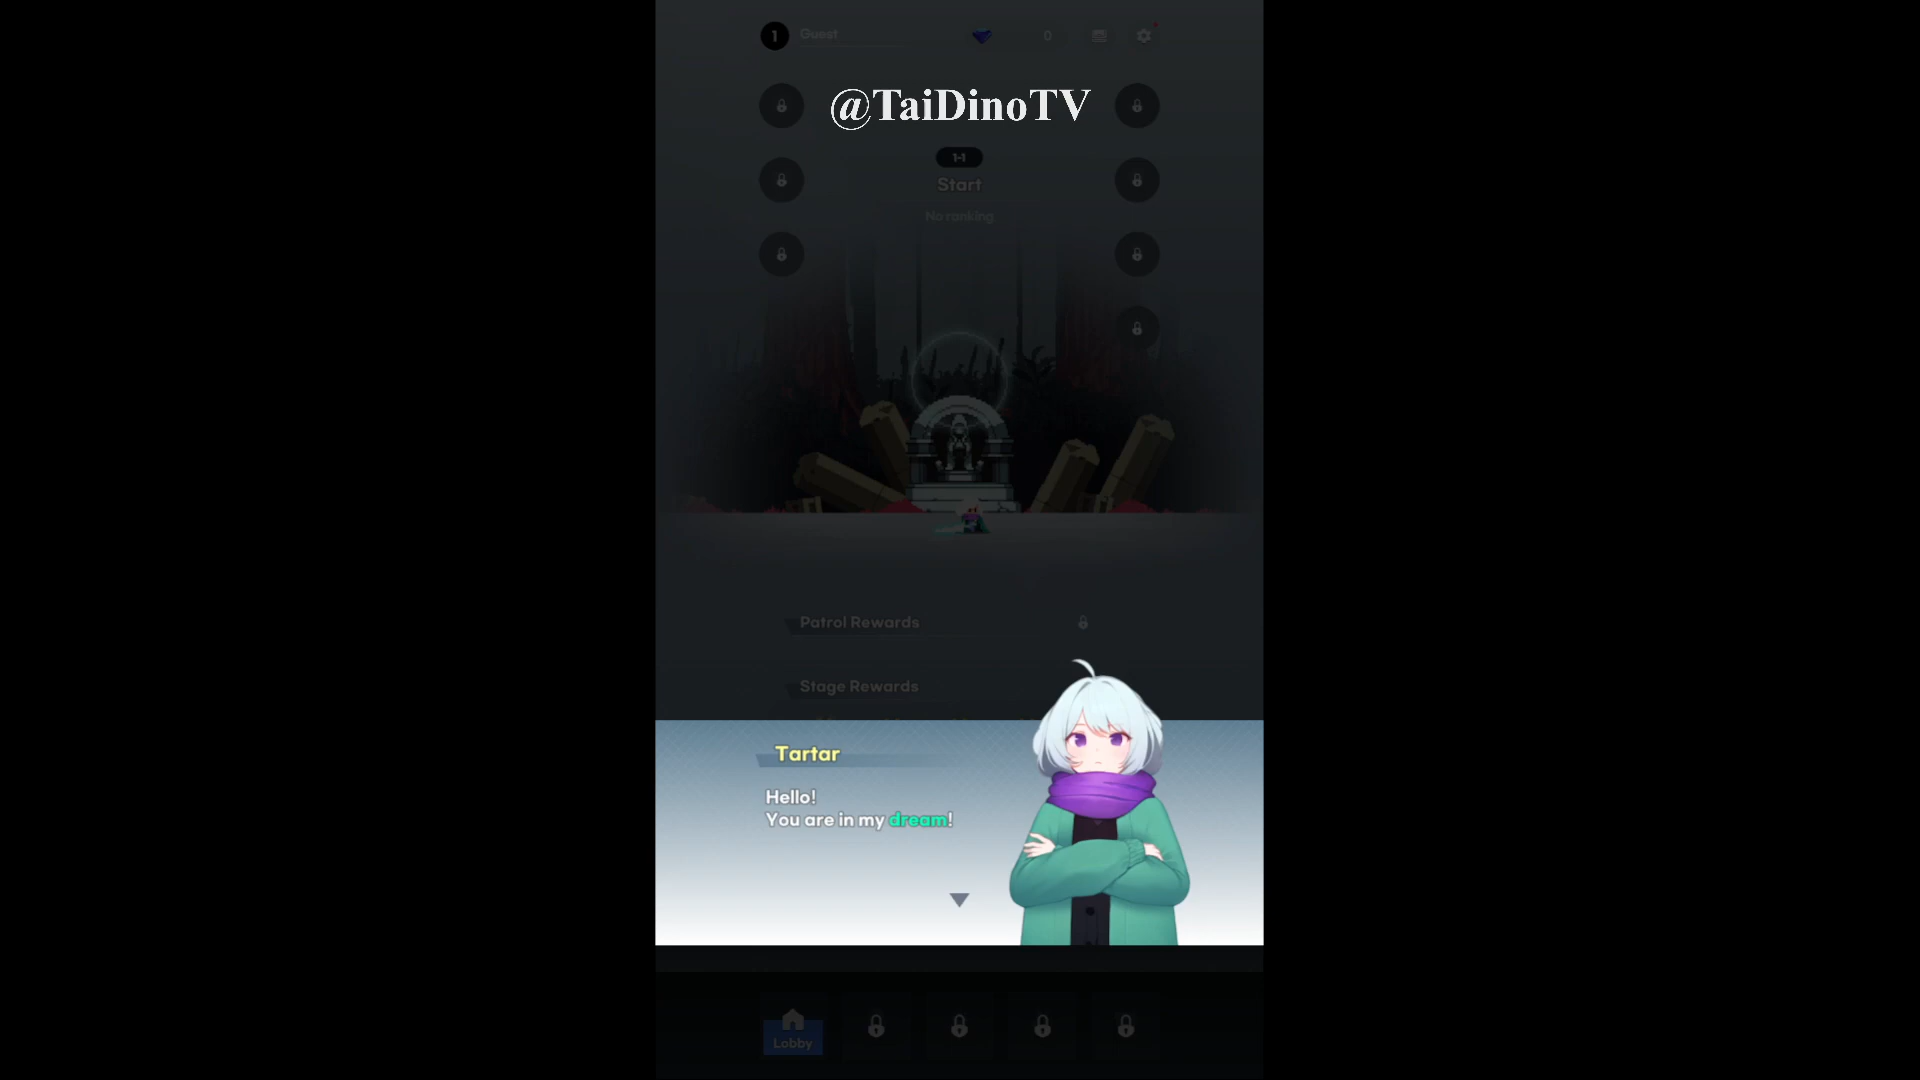 1 Guest 0
@TaiDinoTV
1-1
Start
No ranking
Patrol Rewards
Stage Rewards
Tartar
Hello!
You are in my dream!
Lobby